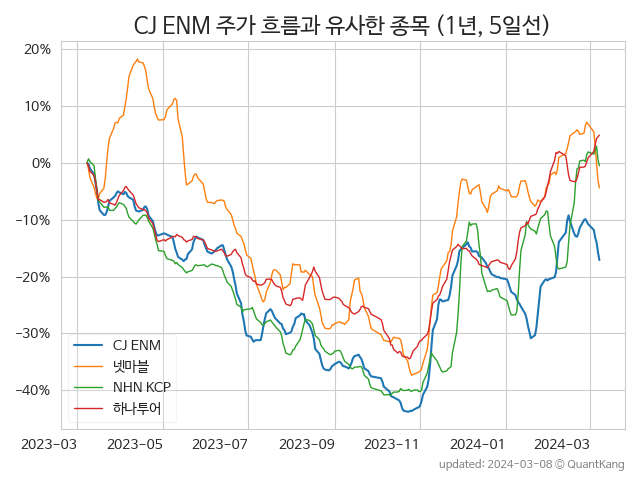 CJ ENM 주가 흐름과 유사한 종목 (1년, 5일선)
20%
10%
0%
−10%
−20%
−30%
−40%
CJ ENM
넷마블
NHN KCP
하나투어
2023-03
2023-05
2023-07
2023-09
2023-11
2024-01
2024-03
updated: 2024-03-08 © QuantKang